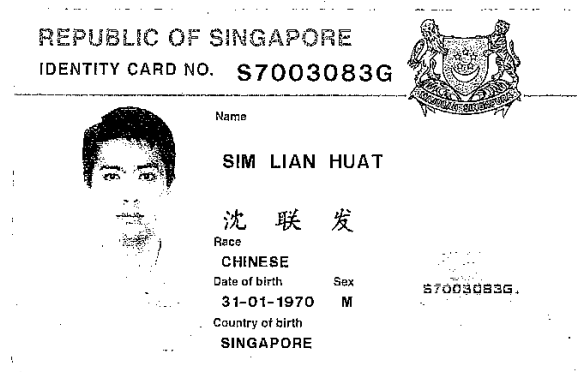 REPUBLIC OF SINGAPORE
IDENTITY CARD NO. S7003083G
Name
SIM LIAN HUAT
沈 联 发
Race
CHINESE
Date of birth Sex
31-01-1970 M
S7003083G
Country of birth
SINGAPORE